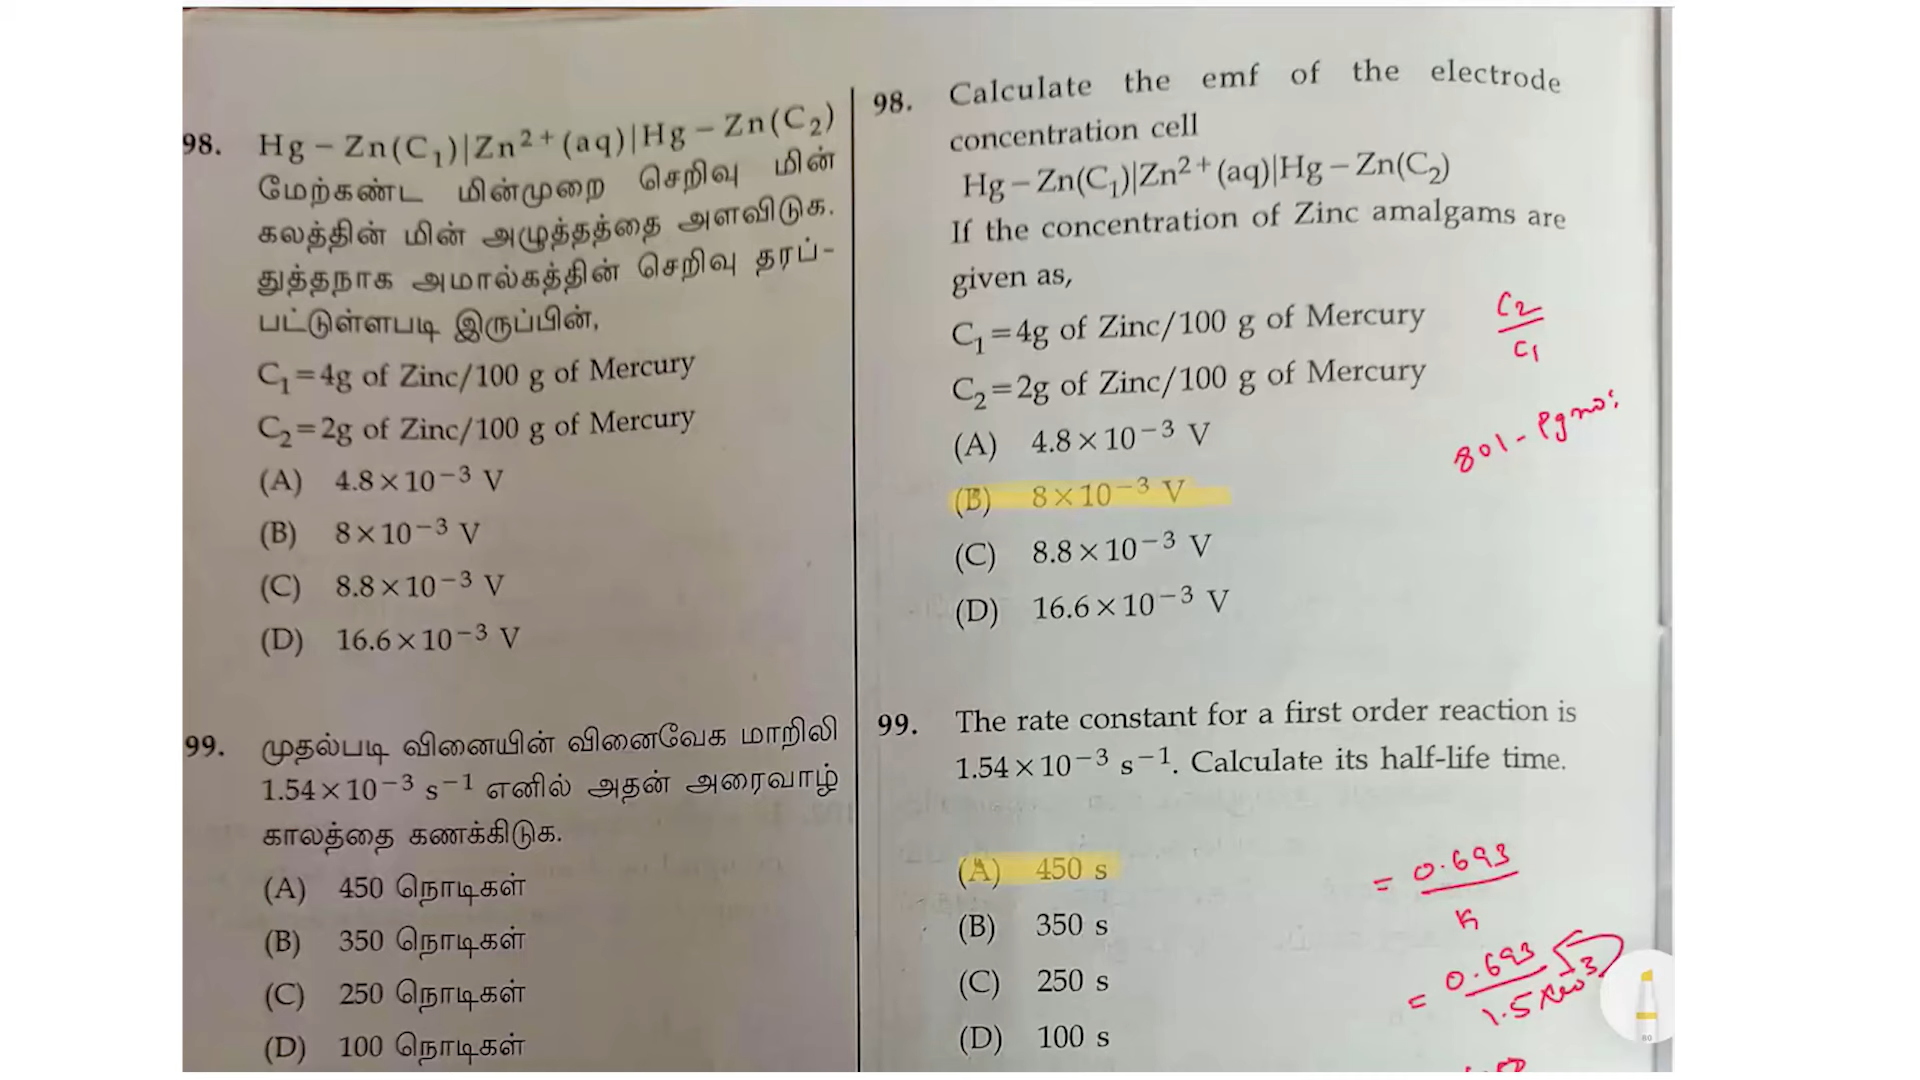 98. Hg – Zn(C₁)|Zn²⁺(aq)|Hg – Zn(C₂)
மேற்கண்ட மின்முறை செறிவு மின்
கலத்தின் மின் அழுத்தத்தை அளவிடுக.
துத்தநாக அமால்கத்தின் செறிவு தரப்-
பட்டுள்ளபடி இருப்பின்,
C₁=4g of Zinc/100 g of Mercury
C₂=2g of Zinc/100 g of Mercury
(A) 4.8×10⁻³ V
(B) 8×10⁻³ V
(C) 8.8×10⁻³ V
(D) 16.6×10⁻³ V
99. முதல்படி வினையின் வினைவேக மாறிலி
1.54×10⁻³ s⁻¹ எனில் அதன் அரைவாழ்
காலத்தை கணக்கிடுக.
(A) 450 நொடிகள்
(B) 350 நொடிகள்
(C) 250 நொடிகள்
(D) 100 நொடிகள்
98. Calculate the emf of the electrode
concentration cell
Hg – Zn(C₁)|Zn²⁺(aq)|Hg – Zn(C₂)
If the concentration of Zinc amalgams are
given as,
C₁=4g of Zinc/100 g of Mercury
C₂=2g of Zinc/100 g of Mercury
C₂
C₁
801 - Pg no:
(A) 4.8×10⁻³ V
(B) 8×10⁻³ V
(C) 8.8×10⁻³ V
(D) 16.6×10⁻³ V
99. The rate constant for a first order reaction is
1.54×10⁻³ s⁻¹. Calculate its half-life time.
(A) 450 s
(B) 350 s
(C) 250 s
(D) 100 s
= 0.693
K
= 0.693
60